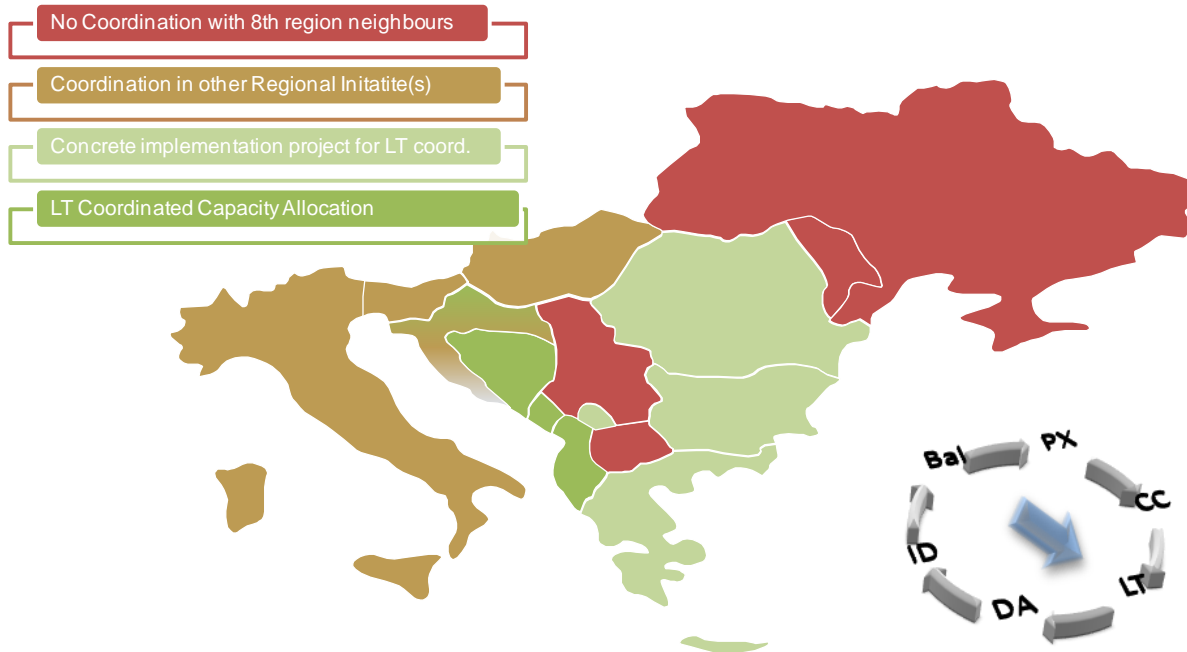 No Coordination with 8th region neighbours
Coordination in other Regional Initatite(s)
Concrete implementation project for LT coord.
LT Coordinated Capacity Allocation
Bal
PX
CC
ID
LT
DA